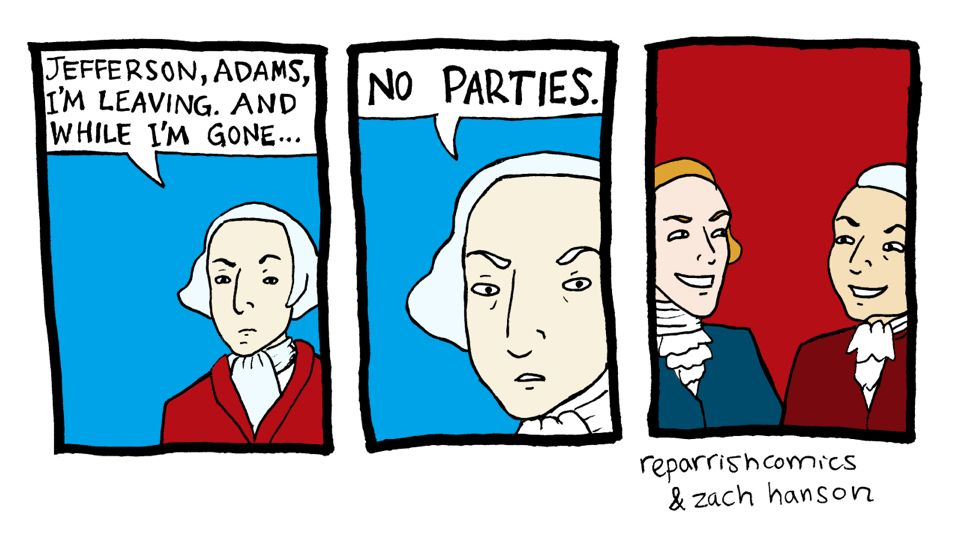 JEFFERSON, ADAMS,
I'M LEAVING. AND
WHILE I'M GONE...
NO PARTIES.
reparrishcomics
& zach hanson